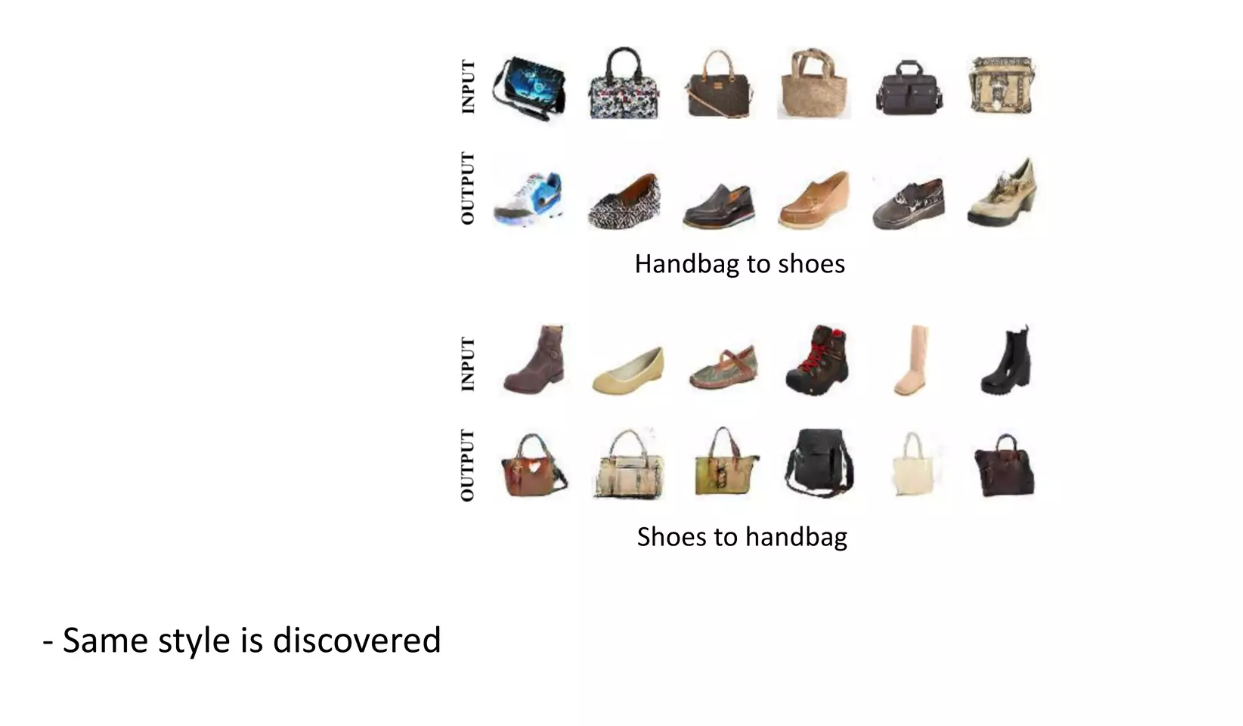 INPUT
OUTPUT
Handbag to shoes
INPUT
OUTPUT
Shoes to handbag
- Same style is discovered